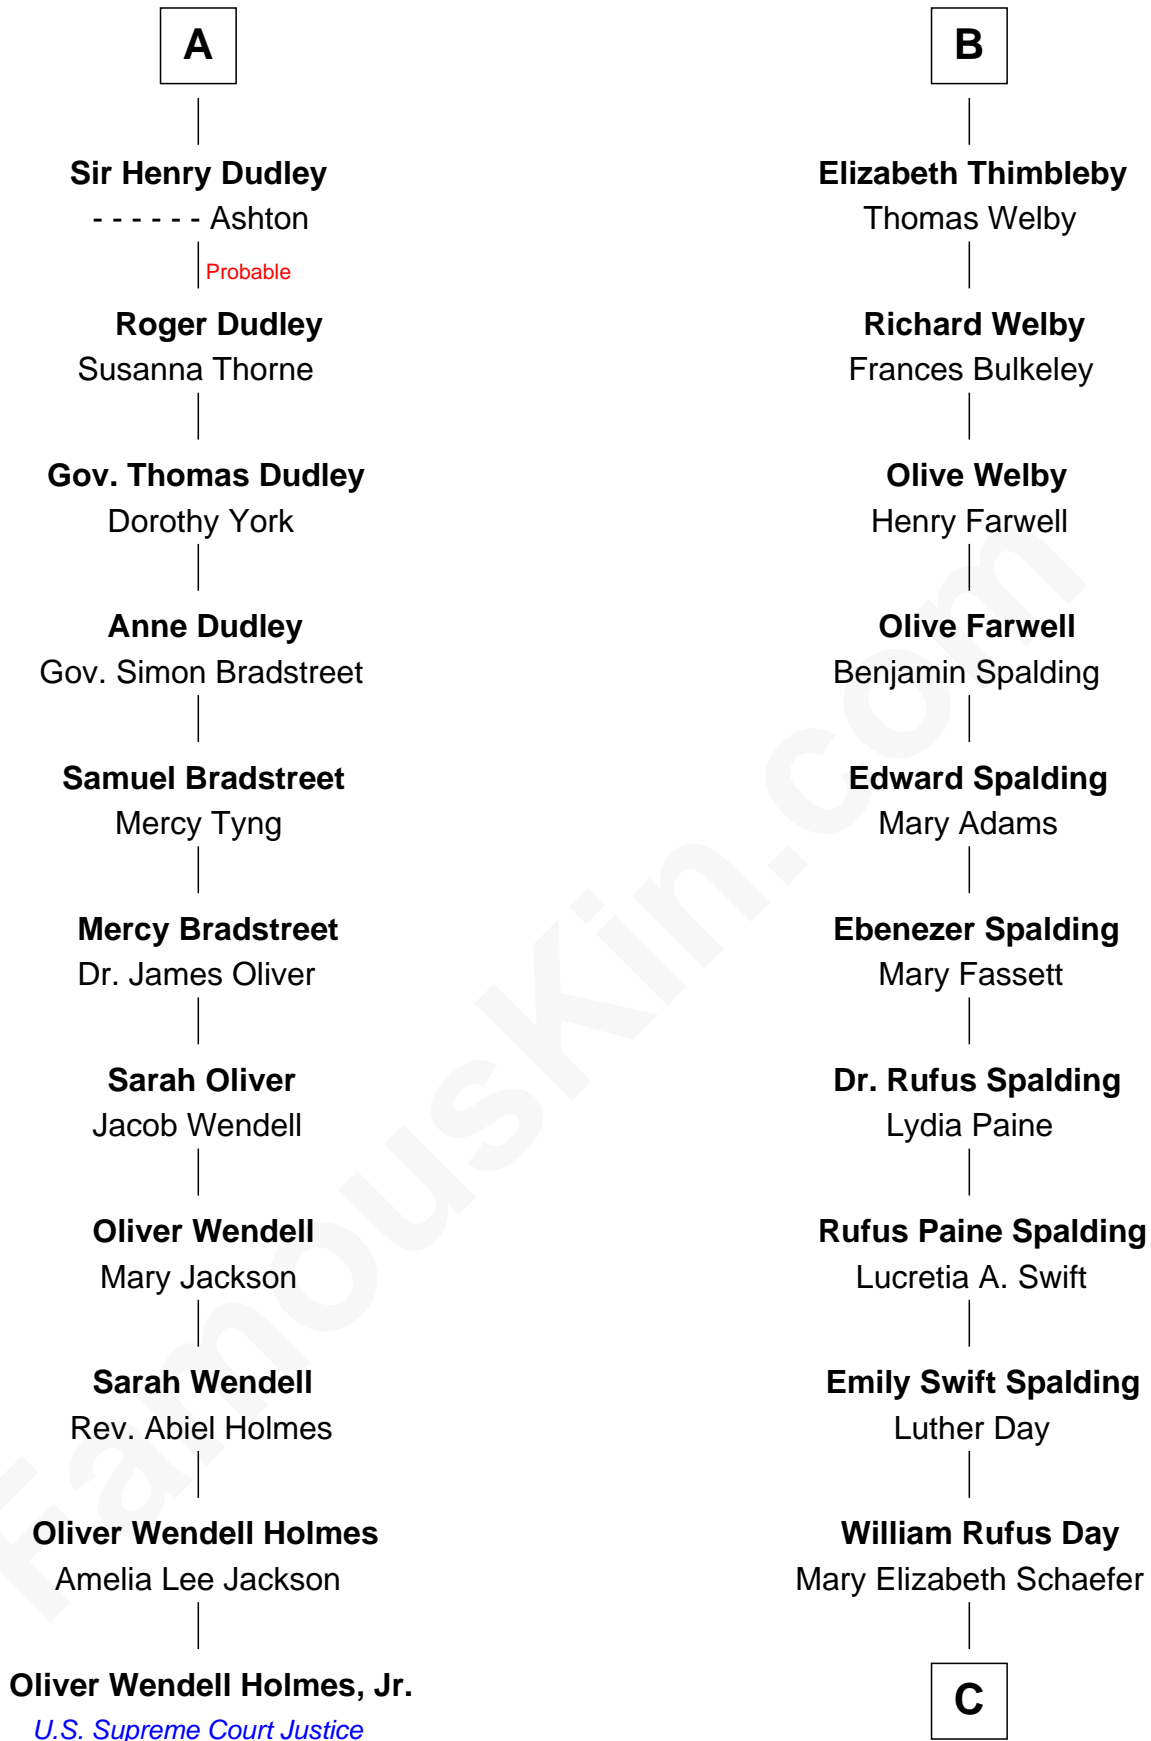 A
Sir Henry Dudley
- - - - - - Ashton
Probable
Roger Dudley
Susanna Thorne
Gov. Thomas Dudley
Dorothy York
Anne Dudley
Gov. Simon Bradstreet
Samuel Bradstreet
Mercy Tyng
Mercy Bradstreet
Dr. James Oliver
Sarah Oliver
Jacob Wendell
Oliver Wendell
Mary Jackson
Sarah Wendell
Rev. Abiel Holmes
Oliver Wendell Holmes
Amelia Lee Jackson
Oliver Wendell Holmes, Jr.
U.S. Supreme Court Justice
B
Elizabeth Thimbleby
Thomas Welby
Richard Welby
Frances Bulkeley
Olive Welby
Henry Farwell
Olive Farwell
Benjamin Spalding
Edward Spalding
Mary Adams
Ebenezer Spalding
Mary Fassett
Dr. Rufus Spalding
Lydia Paine
Rufus Paine Spalding
Lucretia A. Swift
Emily Swift Spalding
Luther Day
William Rufus Day
Mary Elizabeth Schaefer
C
FamousKin.com